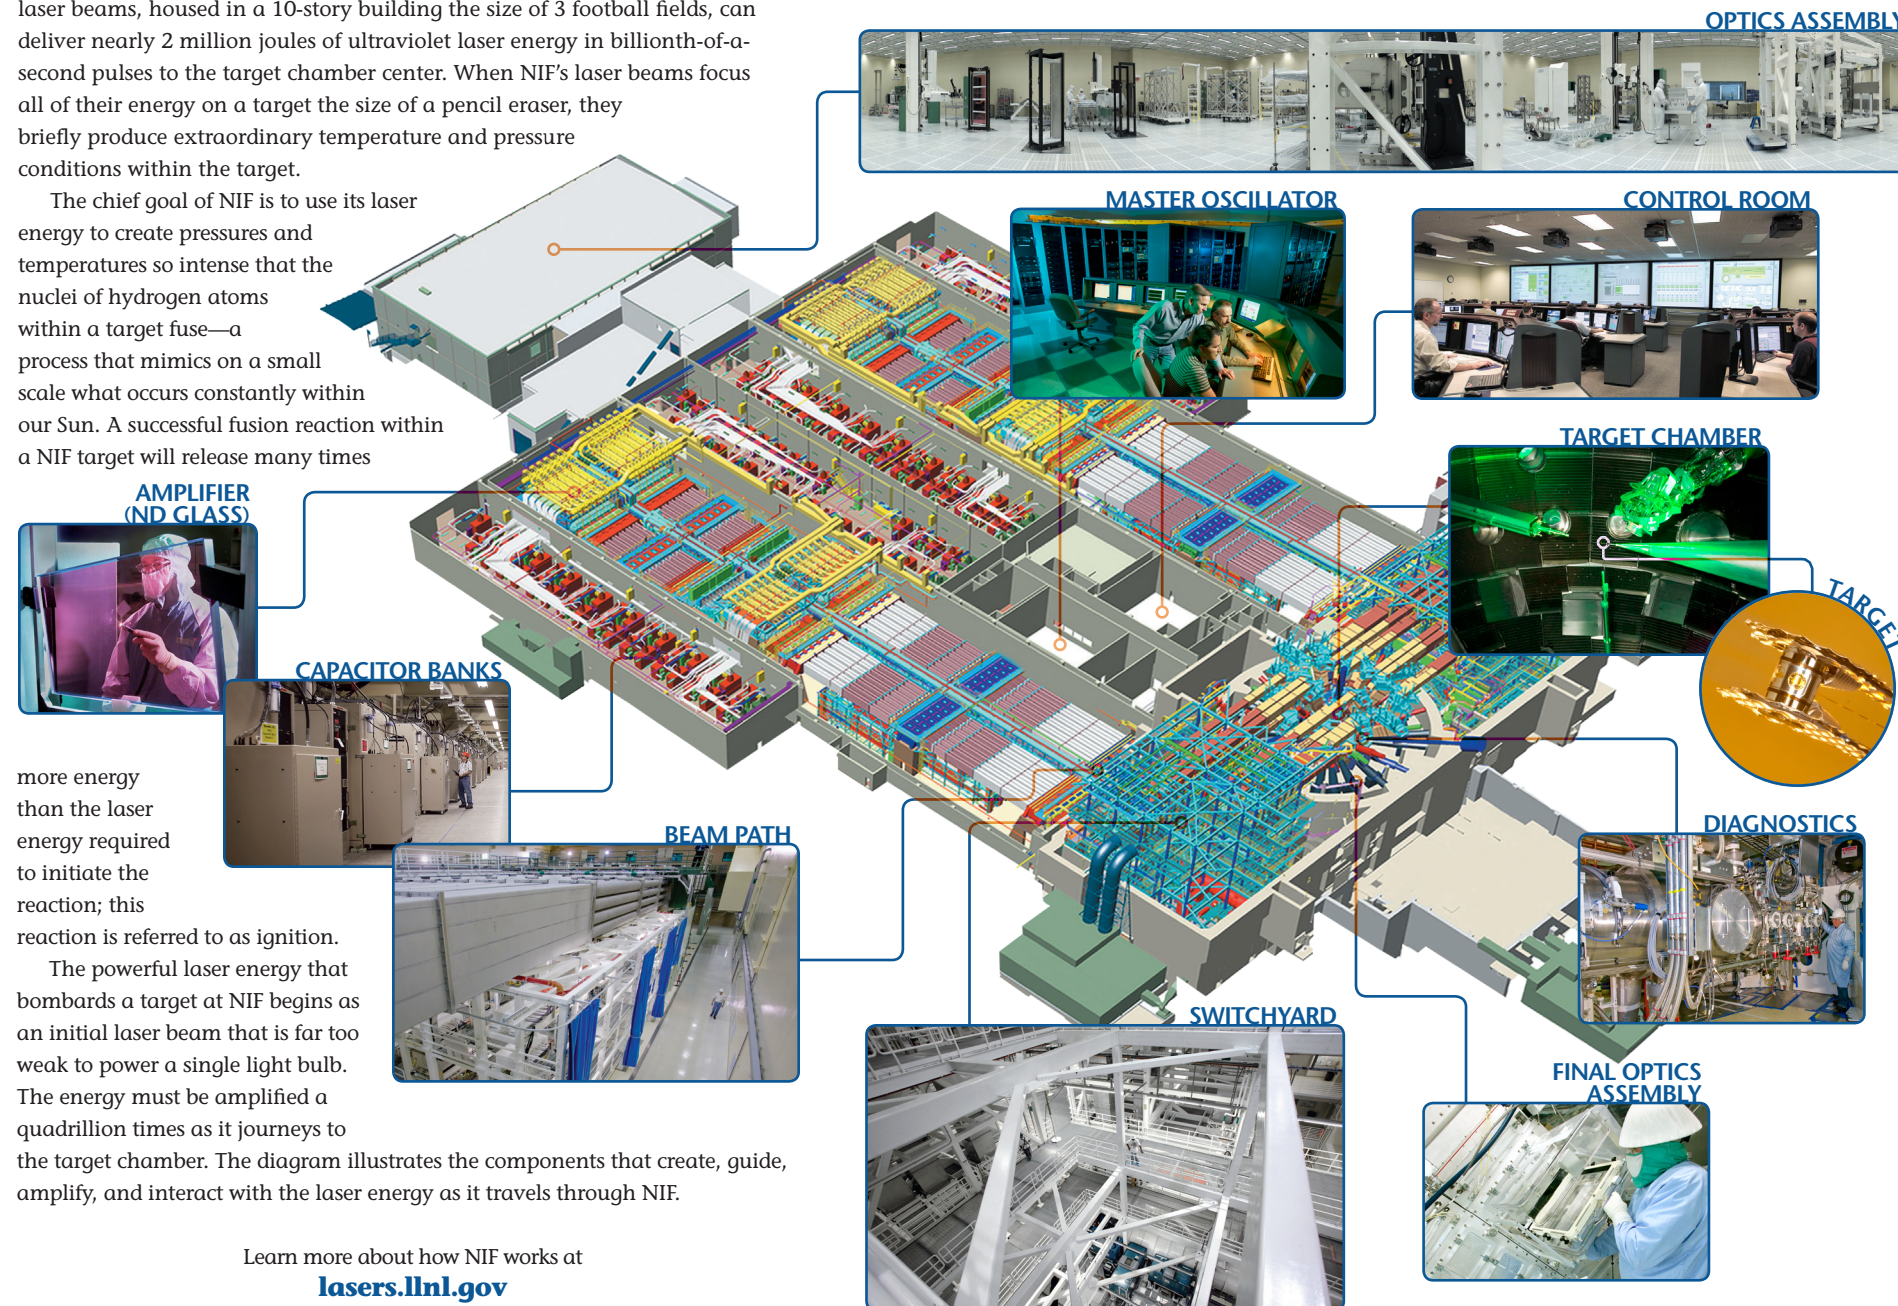 laser beams, housed in a 10-story building the size of 3 football fields, can
deliver nearly 2 million joules of ultraviolet laser energy in billionth-of-a-
second pulses to the target chamber center. When NIF's laser beams focus
all of their energy on a target the size of a pencil eraser, they
briefly produce extraordinary temperature and pressure
conditions within the target.
The chief goal of NIF is to use its laser
energy to create pressures and
temperatures so intense that the
nuclei of hydrogen atoms
within a target fuse—a
process that mimics on a small
scale what occurs constantly within
our Sun. A successful fusion reaction within
a NIF target will release many times
more energy
than the laser
energy required
to initiate the
reaction; this
reaction is referred to as ignition.
The powerful laser energy that
bombards a target at NIF begins as
an initial laser beam that is far too
weak to power a single light bulb.
The energy must be amplified a
quadrillion times as it journeys to
the target chamber. The diagram illustrates the components that create, guide,
amplify, and interact with the laser energy as it travels through NIF.
Learn more about how NIF works at
lasers.llnl.gov
OPTICS ASSEMBLY
MASTER OSCILLATOR
CONTROL ROOM
TARGET CHAMBER
TARGET
AMPLIFIER
(ND GLASS)
CAPACITOR BANKS
BEAM PATH
DIAGNOSTICS
SWITCHYARD
FINAL OPTICS
ASSEMBLY